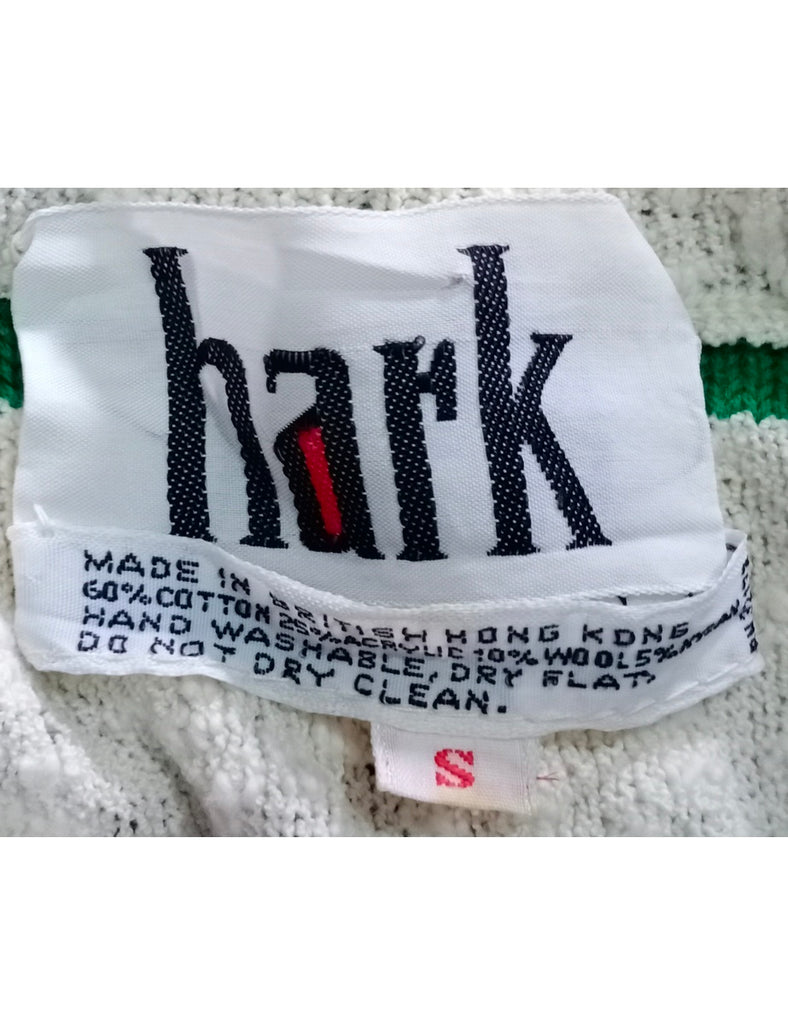 hark
MADE IN BRITISH HONG KONG
60%COTTON 25%ACRYLIC 10%WOOL5%
HAND WASHABLE, DRY FLAT,
DO NOT DRY CLEAN.
S